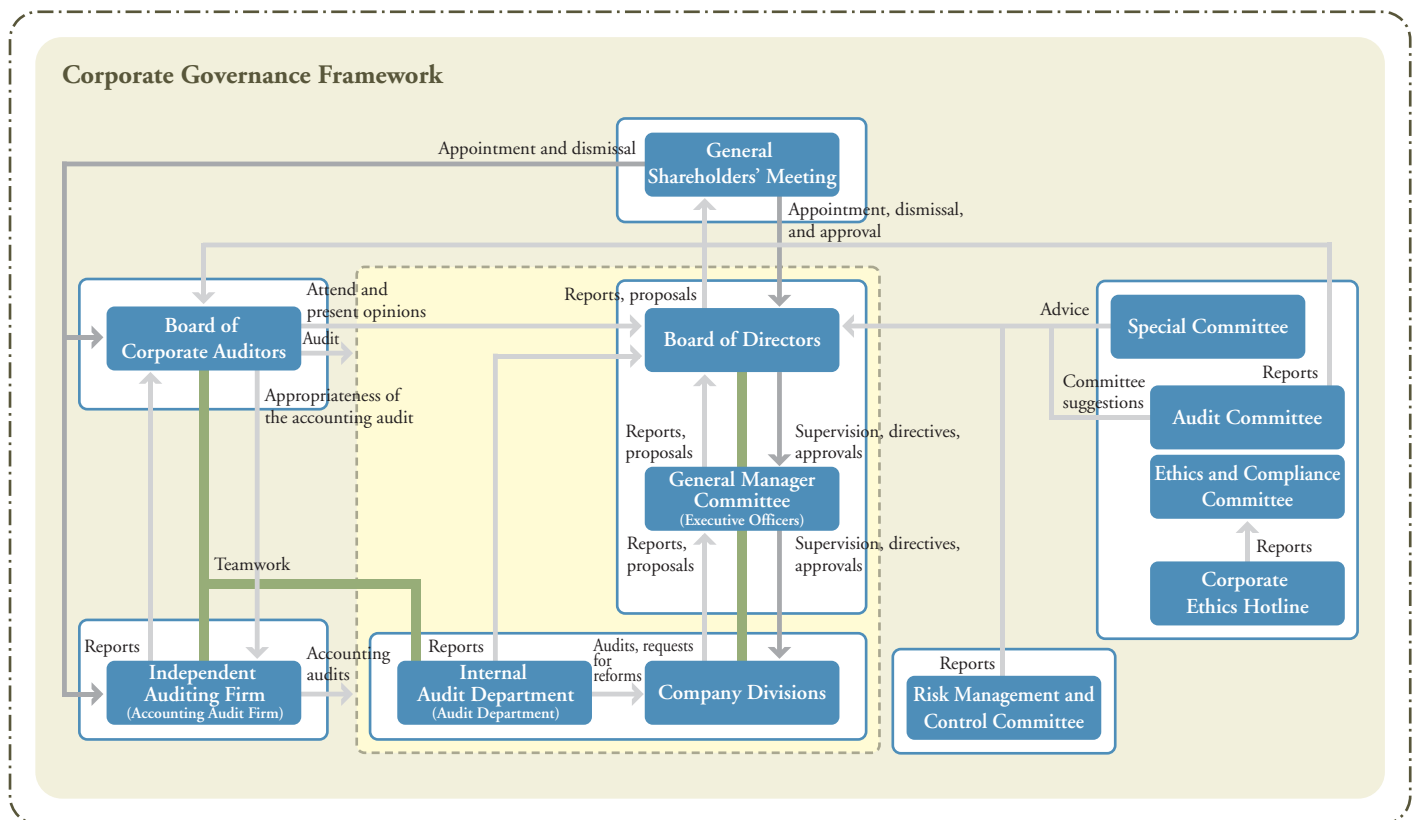 Corporate Governance Framework
Appointment and dismissal
General
Shareholders' Meeting
Appointment, dismissal,
and approval
Attend and
present opinions
Reports, proposals
Board of
Corporate Auditors
Audit
Board of Directors
Advice
Special Committee
Reports
Committee
suggestions
Audit Committee
Appropriateness of
the accounting audit
Reports,
proposals
Supervision, directives,
approvals
General Manager
Committee
(Executive Officers)
Ethics and Compliance
Committee
Reports,
proposals
Supervision, directives,
approvals
Reports
Corporate
Ethics Hotline
Teamwork
Reports
Independent
Auditing Firm
(Accounting Audit Firm)
Accounting
audits
Reports
Internal
Audit Department
(Audit Department)
Audits, requests
for
reforms
Company Divisions
Reports
Risk Management and
Control Committee